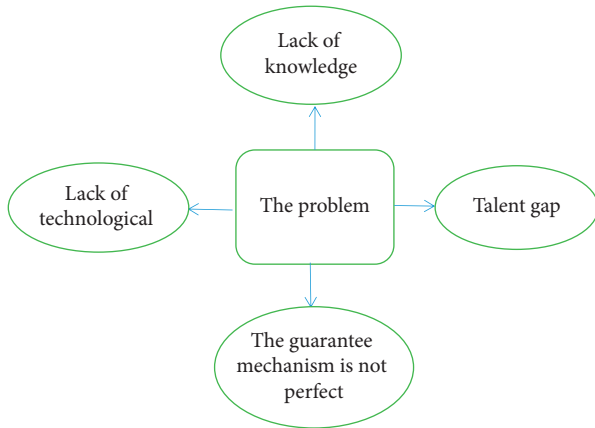 Lack of
knowledge
Lack of
technological
The problem
Talent gap
The guarantee
mechanism is not
perfect